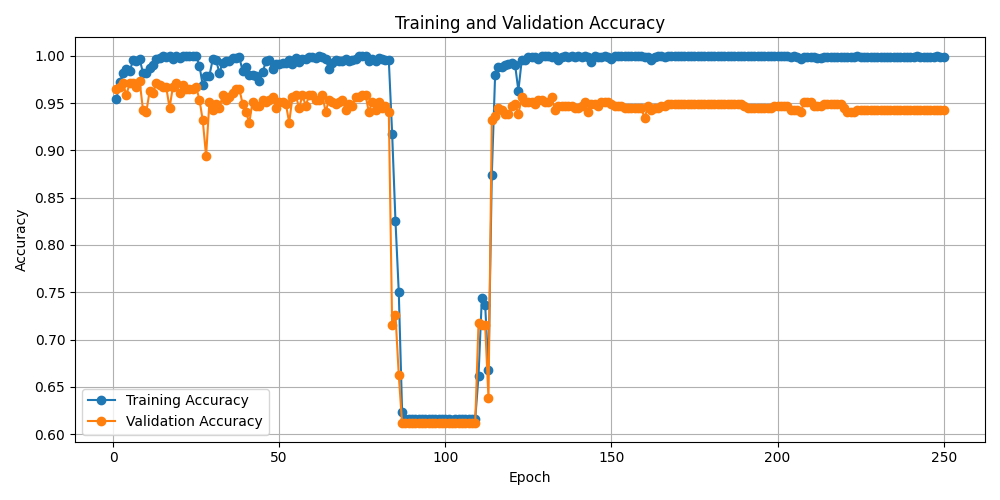 Training and Validation Accuracy
Accuracy
1.00
0.95
0.90
0.85
0.80
0.75
0.70
0.65
0.60
Training Accuracy
Validation Accuracy
0 50 100 150 200 250
Epoch